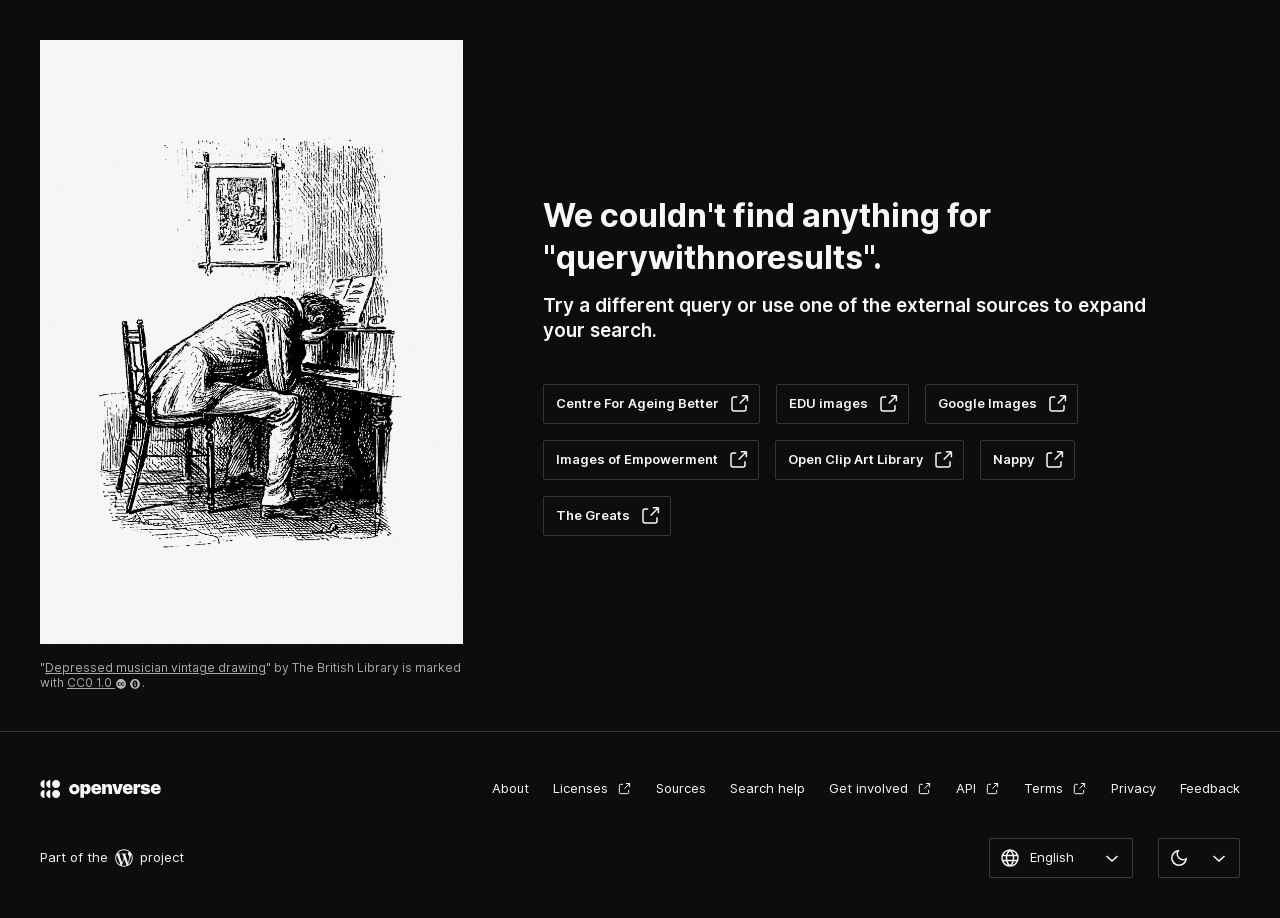 We couldn't find anything for
"querywithnoresults".
Try a different query or use one of the external sources to expand
your search.
Centre For Ageing Better
EDU images
Google Images
Images of Empowerment
Open Clip Art Library
Nappy
The Greats
"Depressed musician vintage drawing" by The British Library is marked
with CC0 1.0 .
openverse
About
Licenses
Sources
Search help
Get involved
API
Terms
Privacy
Feedback
Part of the project
English